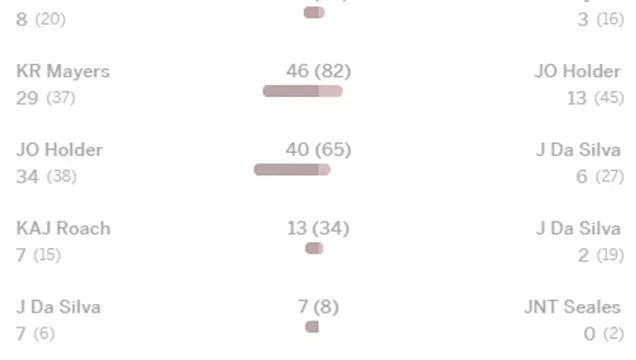 8 (20) 3 (16)
KR Mayers 46 (82) JO Holder
29 (37) 13 (45)
JO Holder 40 (65) J Da Silva
34 (38) 6 (27)
KAJ Roach 13 (34) J Da Silva
7 (15) 2 (19)
J Da Silva 7 (8) JNT Seales
7 (6) 0 (2)